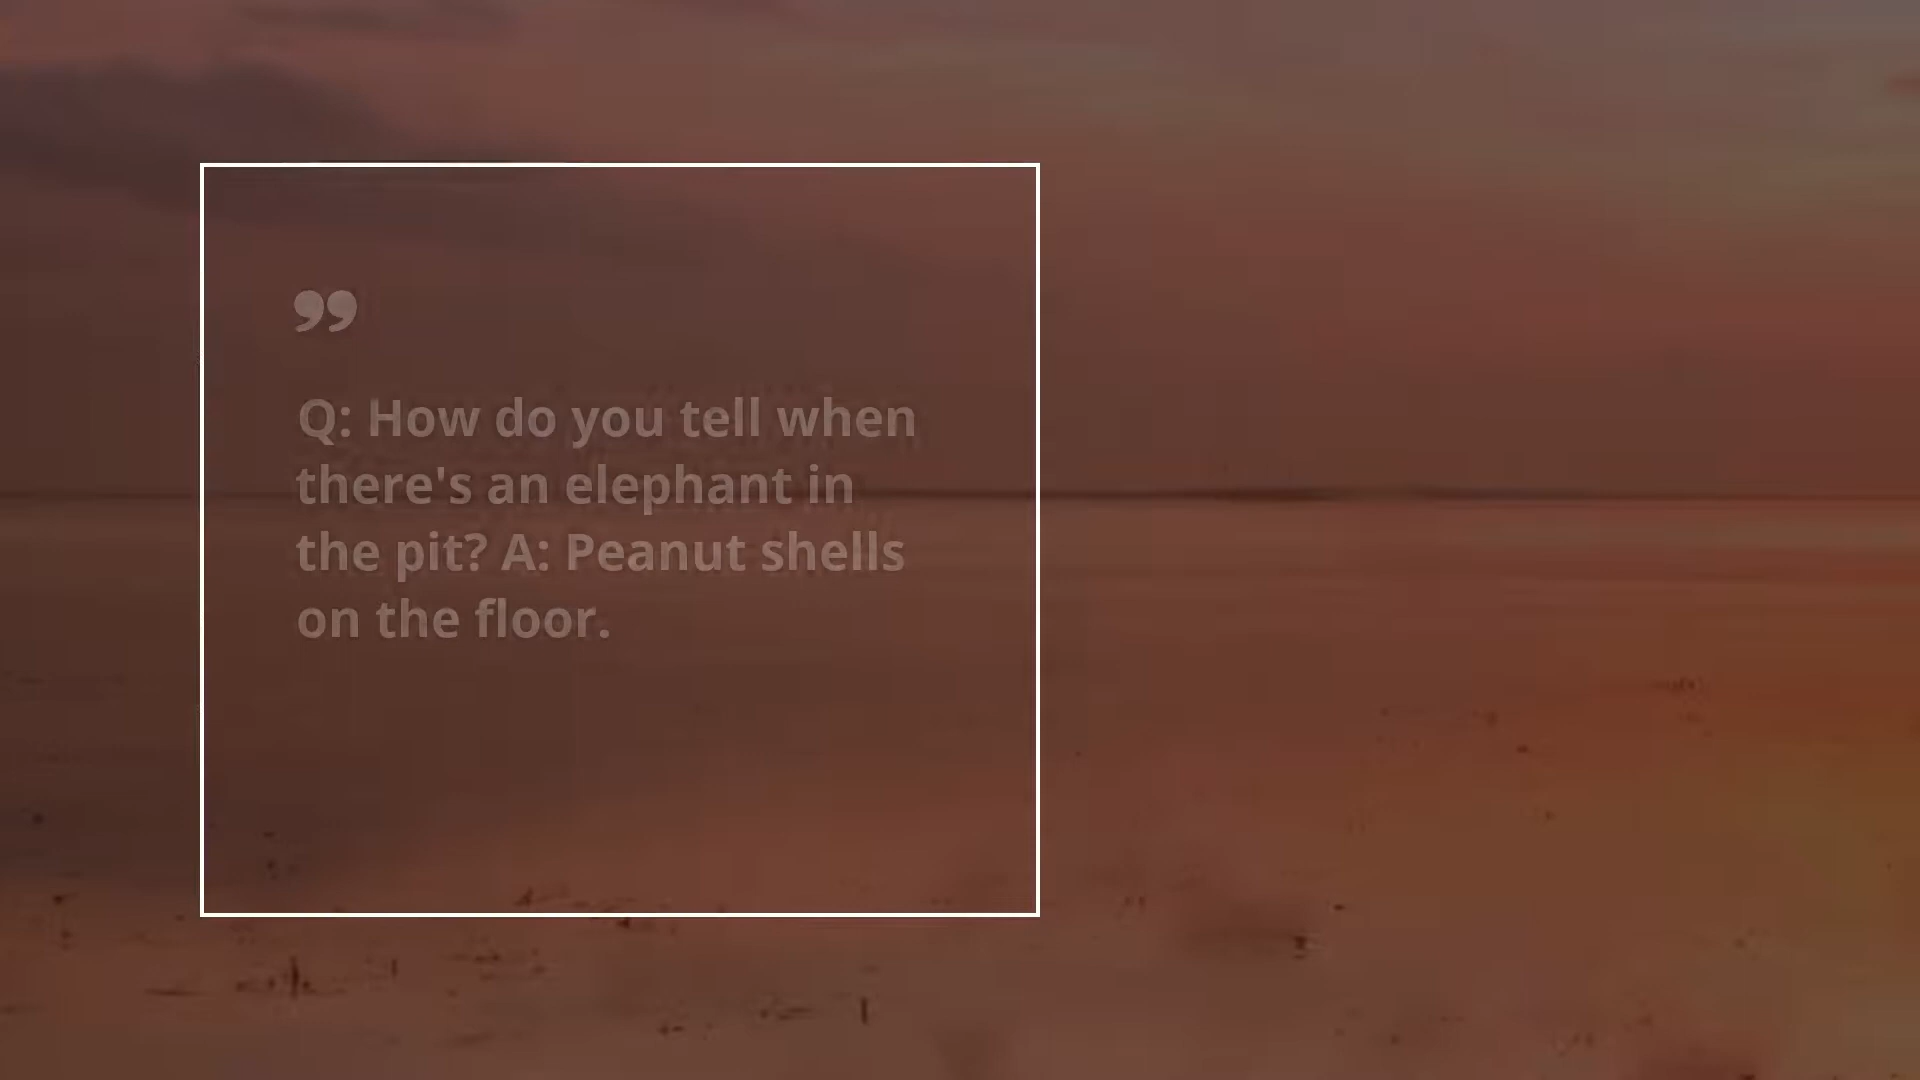 ”
Q: How do you tell when
there's an elephant in
the pit? A: Peanut shells
on the floor.